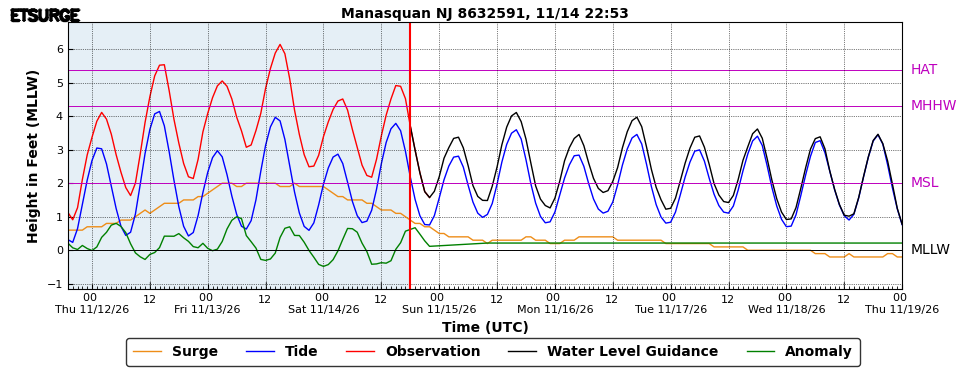 ETSURGE
Manasquan NJ 8632591, 11/14 22:53
Height in Feet (MLLW)
6
5
4
3
2
1
0
−1
HAT
MHHW
MSL
MLLW
00 12 00 12 00 12 00 12 00 12 00 12 00 12 00
Thu 11/12/26 Fri 11/13/26 Sat 11/14/26 Sun 11/15/26 Mon 11/16/26 Tue 11/17/26 Wed 11/18/26 Thu 11/19/26
Time (UTC)
Surge Tide Observation Water Level Guidance Anomaly